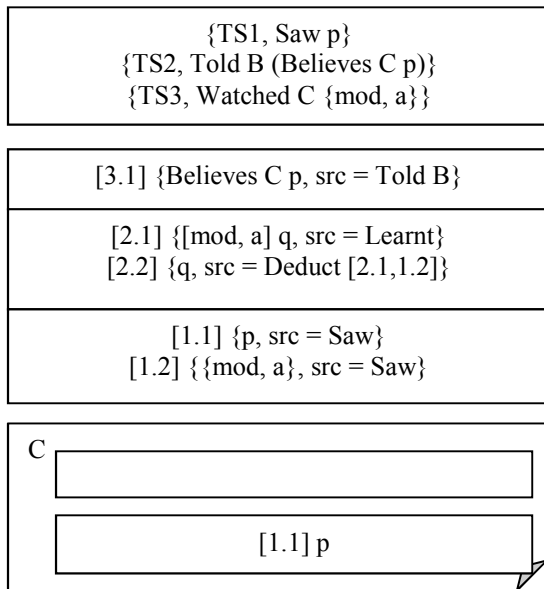 {TS1, Saw p}
{TS2, Told B (Believes C p)}
{TS3, Watched C {mod, a}}
[3.1] {Believes C p, src = Told B}
[2.1] {[mod, a] q, src = Learnt}
[2.2] {q, src = Deduct [2.1,1.2]}
[1.1] {p, src = Saw}
[1.2] {{mod, a}, src = Saw}
C
[1.1] p